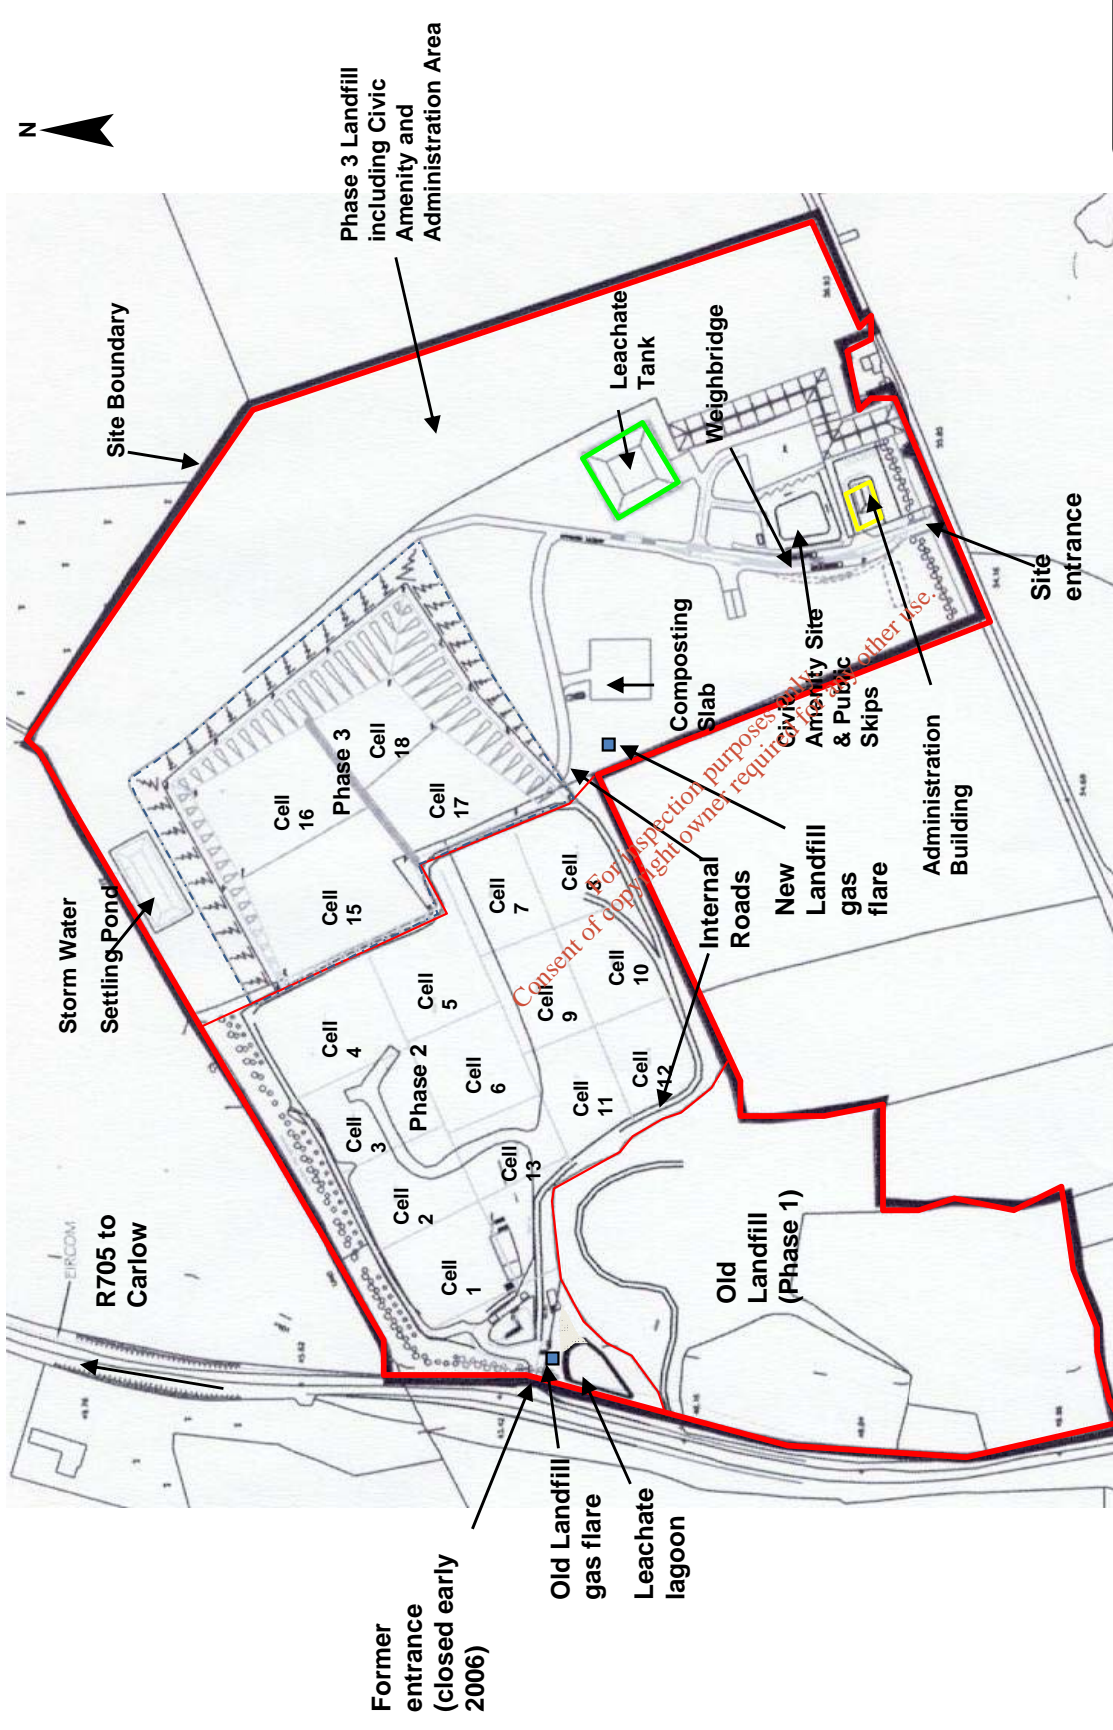 N
Phase 3 Landfill
including Civic
Amenity and
Administration Area
Site Boundary
Leachate
Tank
Weighbridge
Site
entrance
Composting
Slab
Civic
Amenity Site
& Public
Skips
Administration
Building
New
Landfill
gas
flare
Internal
Roads
Storm Water
Settling Pond
Phase 3
Cell
16
Cell
18
Cell
17
Cell
15
Cell
7
Cell
8
Cell
5
Cell
10
Cell
9
Cell
4
Phase 2
Cell
6
Cell
12
Cell
11
Cell
3
Cell
13
Cell
2
Cell
1
R705 to
Carlow
EIRCOM
Old
Landfill
(Phase 1)
Former
entrance
(closed early
2006)
Old Landfill
gas flare
Leachate
lagoon
For inspection purposes only.
Consent of copyright owner required for any other use.